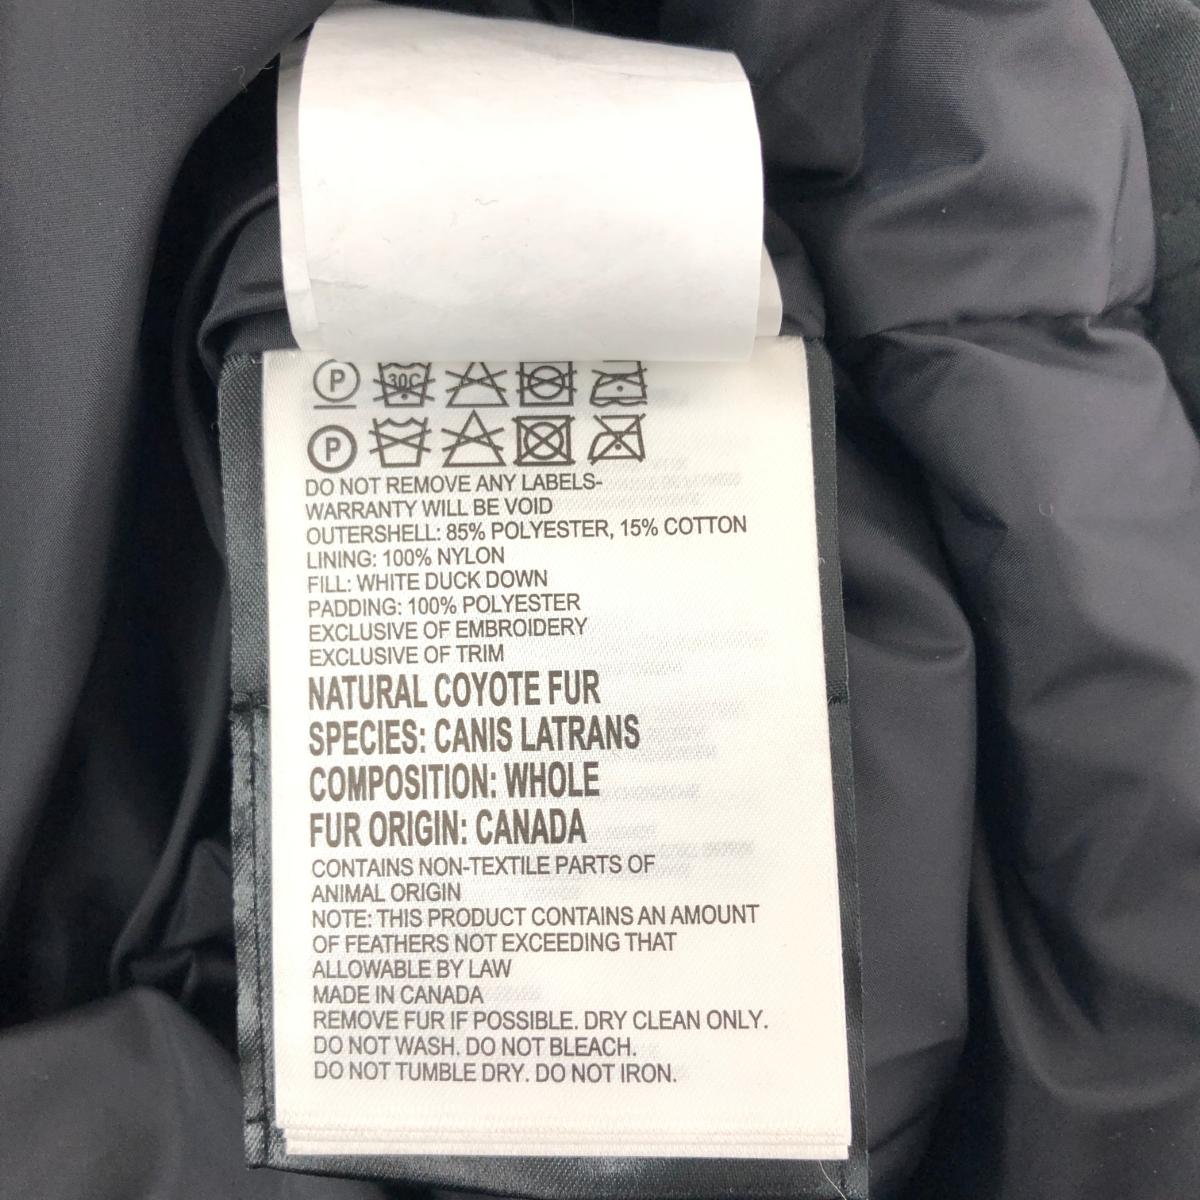 P 30C
P
DO NOT REMOVE ANY LABELS-
WARRANTY WILL BE VOID
OUTERSHELL: 85% POLYESTER, 15% COTTON
LINING: 100% NYLON
FILL: WHITE DUCK DOWN
PADDING: 100% POLYESTER
EXCLUSIVE OF EMBROIDERY
EXCLUSIVE OF TRIM
NATURAL COYOTE FUR
SPECIES: CANIS LATRANS
COMPOSITION: WHOLE
FUR ORIGIN: CANADA
CONTAINS NON-TEXTILE PARTS OF
ANIMAL ORIGIN
NOTE: THIS PRODUCT CONTAINS AN AMOUNT
OF FEATHERS NOT EXCEEDING THAT
ALLOWABLE BY LAW
MADE IN CANADA
REMOVE FUR IF POSSIBLE. DRY CLEAN ONLY.
DO NOT WASH. DO NOT BLEACH.
DO NOT TUMBLE DRY. DO NOT IRON.